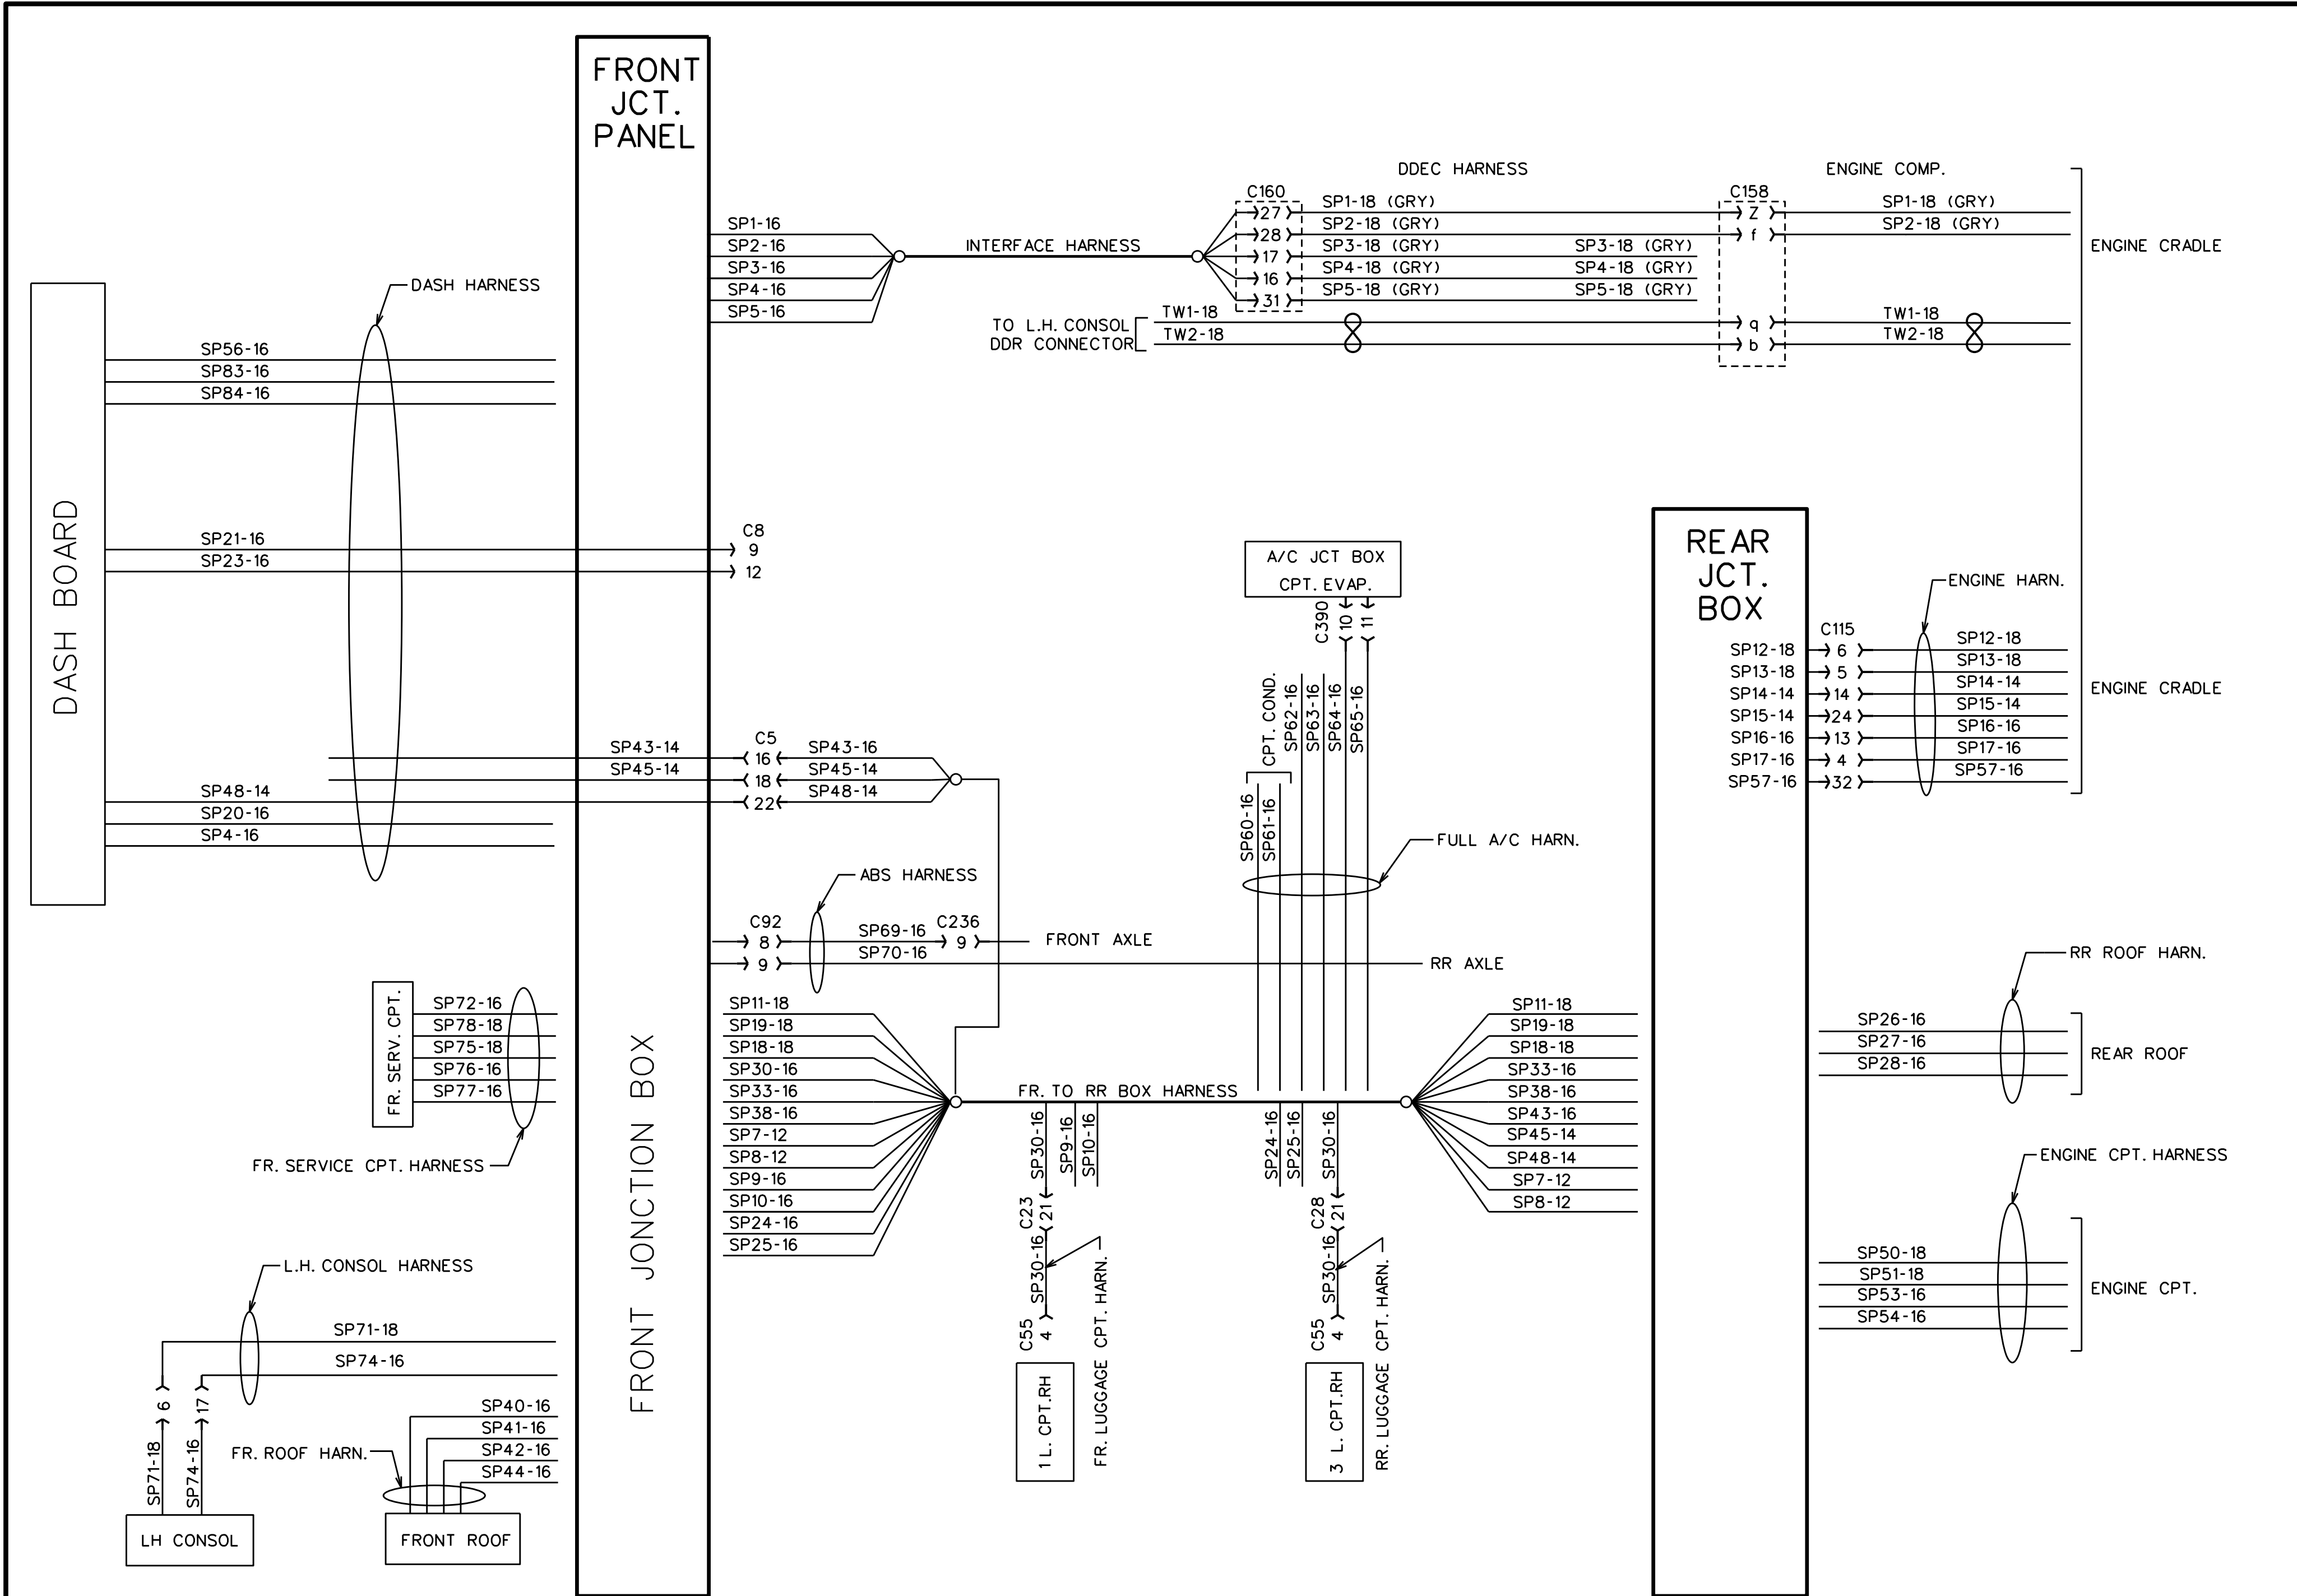 FRONT
JCT.
PANEL
DDEC HARNESS
ENGINE COMP.
C160
C158
SP1-16
SP2-16
SP3-16
SP4-16
SP5-16
INTERFACE HARNESS
27
28
17
16
31
SP1-18 (GRY)
SP2-18 (GRY)
SP3-18 (GRY)
SP4-18 (GRY)
SP5-18 (GRY)
SP3-18 (GRY)
SP4-18 (GRY)
SP5-18 (GRY)
Z
f
q
b
SP1-18 (GRY)
SP2-18 (GRY)
ENGINE CRADLE
TO L.H. CONSOL
DDR CONNECTOR
TW1-18
TW2-18
TW1-18
TW2-18
DASH HARNESS
SP56-16
SP83-16
SP84-16
DASH BOARD
SP21-16
SP23-16
C8
9
12
SP43-14
SP45-14
C5
16
18
22
SP43-16
SP45-14
SP48-14
SP48-14
SP20-16
SP4-16
A/C JCT BOX
CPT. EVAP.
C390
10
11
CPT. COND.
SP62-16
SP63-16
SP64-16
SP65-16
SP60-16
SP61-16
FULL A/C HARN.
REAR
JCT.
BOX
ENGINE HARN.
C115
SP12-18
6
SP12-18
SP13-18
5
SP13-18
SP14-14
14
SP14-14
SP15-14
24
SP15-14
SP16-16
13
SP16-16
SP17-16
4
SP17-16
SP57-16
32
SP57-16
ENGINE CRADLE
ABS HARNESS
C92
8
9
SP69-16
SP70-16
C236
9
FRONT AXLE
RR AXLE
FR. SERV. CPT.
SP72-16
SP78-18
SP75-18
SP76-16
SP77-16
FR. SERVICE CPT. HARNESS
FRONT JONCTION BOX
SP11-18
SP19-18
SP18-18
SP30-16
SP33-16
SP38-16
SP7-12
SP8-12
SP9-16
SP10-16
SP24-16
SP25-16
FR. TO RR BOX HARNESS
SP30-16
SP9-16
SP10-16
SP24-16
SP25-16
SP30-16
SP11-18
SP19-18
SP18-18
SP33-16
SP38-16
SP43-16
SP45-14
SP48-14
SP7-12
SP8-12
C23
21
SP30-16
C55
4
1 L. CPT.RH
FR. LUGGAGE CPT. HARN.
C28
21
SP30-16
C55
4
3 L. CPT.RH
RR. LUGGAGE CPT. HARN.
RR ROOF HARN.
SP26-16
SP27-16
SP28-16
REAR ROOF
ENGINE CPT. HARNESS
SP50-18
SP51-18
SP53-16
SP54-16
ENGINE CPT.
L.H. CONSOL HARNESS
SP71-18
SP74-16
6
17
SP71-18
SP74-16
LH CONSOL
FR. ROOF HARN.
SP40-16
SP41-16
SP42-16
SP44-16
FRONT ROOF